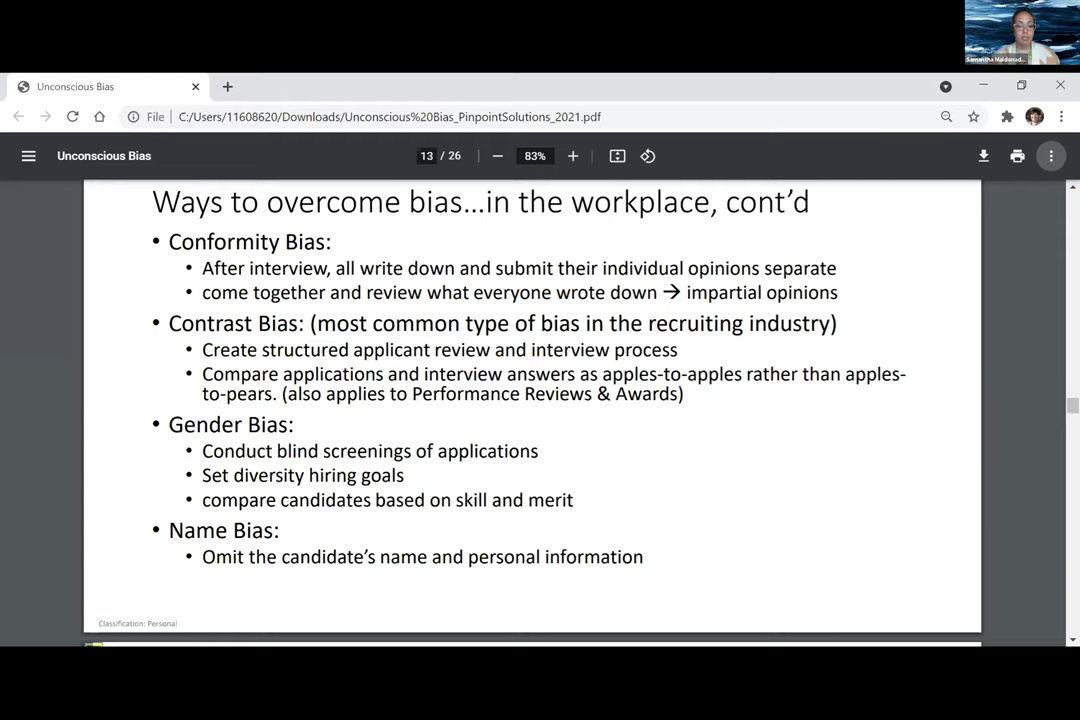 Samantha Maldonad...
Unconscious Bias
File
C:/Users/11608620/Downloads/Unconscious%20Bias_PinpointSolutions_2021.pdf
Unconscious Bias
13 / 26
83%
Ways to overcome bias...in the workplace, cont'd
• Conformity Bias:
• After interview, all write down and submit their individual opinions separate
• come together and review what everyone wrote down → impartial opinions
• Contrast Bias: (most common type of bias in the recruiting industry)
• Create structured applicant review and interview process
• Compare applications and interview answers as apples-to-apples rather than apples-
to-pears. (also applies to Performance Reviews & Awards)
• Gender Bias:
• Conduct blind screenings of applications
• Set diversity hiring goals
• compare candidates based on skill and merit
• Name Bias:
• Omit the candidate's name and personal information
Classification: Personal